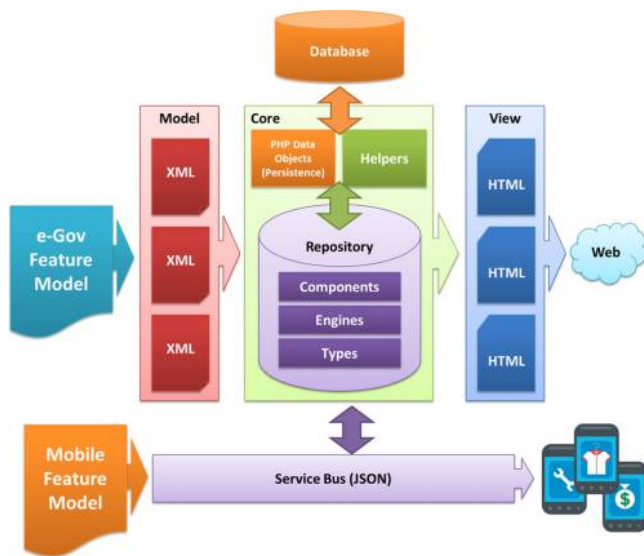 Database
Model
Core
View
PHP Data
Objects
(Persistence)
Helpers
XML
HTML
e-Gov
Feature
Model
XML
Repository
Components
Engines
Types
HTML
Web
XML
HTML
Mobile
Feature
Model
Service Bus (JSON)
$